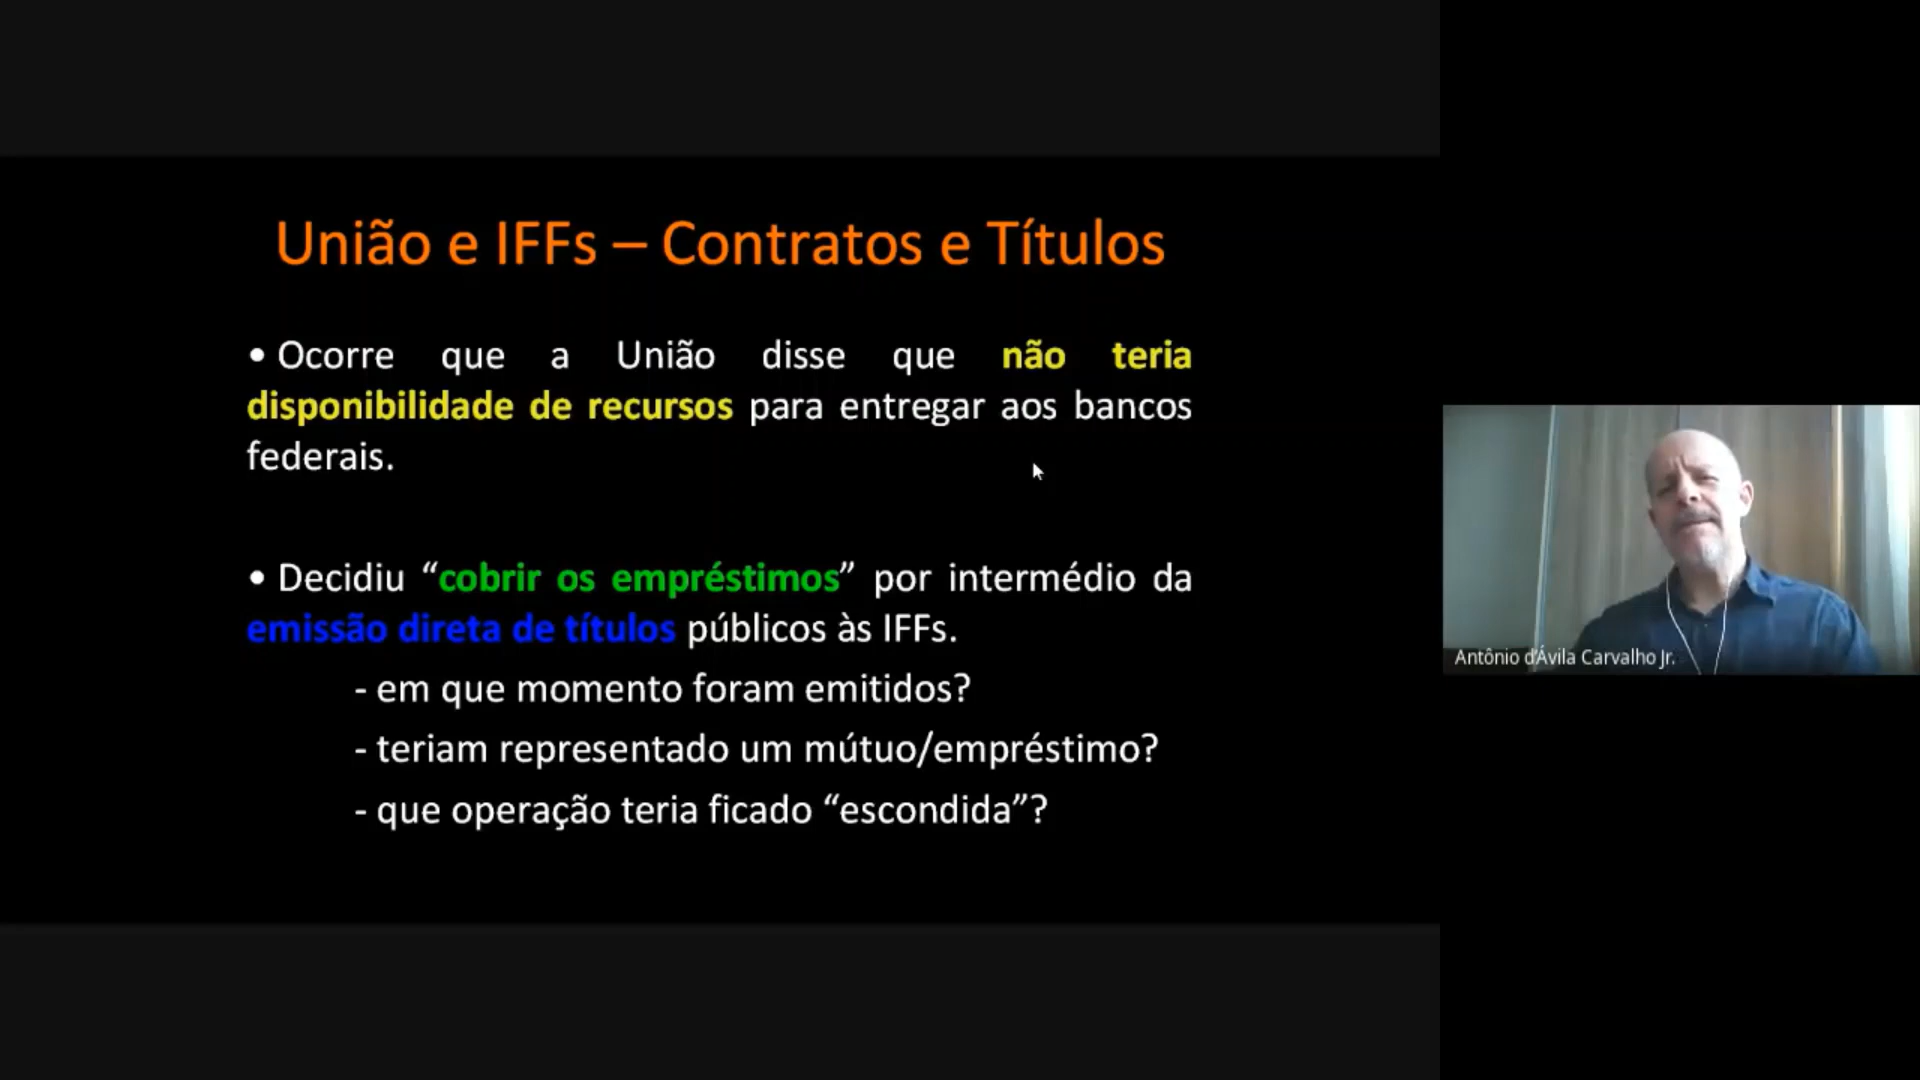 União e IFFs – Contratos e Títulos
• Ocorre que a União disse que não teria
disponibilidade de recursos para entregar aos bancos
federais.
• Decidiu “cobrir os empréstimos” por intermédio da
emissão direta de títulos públicos às IFFs.
- em que momento foram emitidos?
- teriam representado um mútuo/empréstimo?
- que operação teria ficado “escondida”?
Antônio d'Ávila Carvalho Jr.